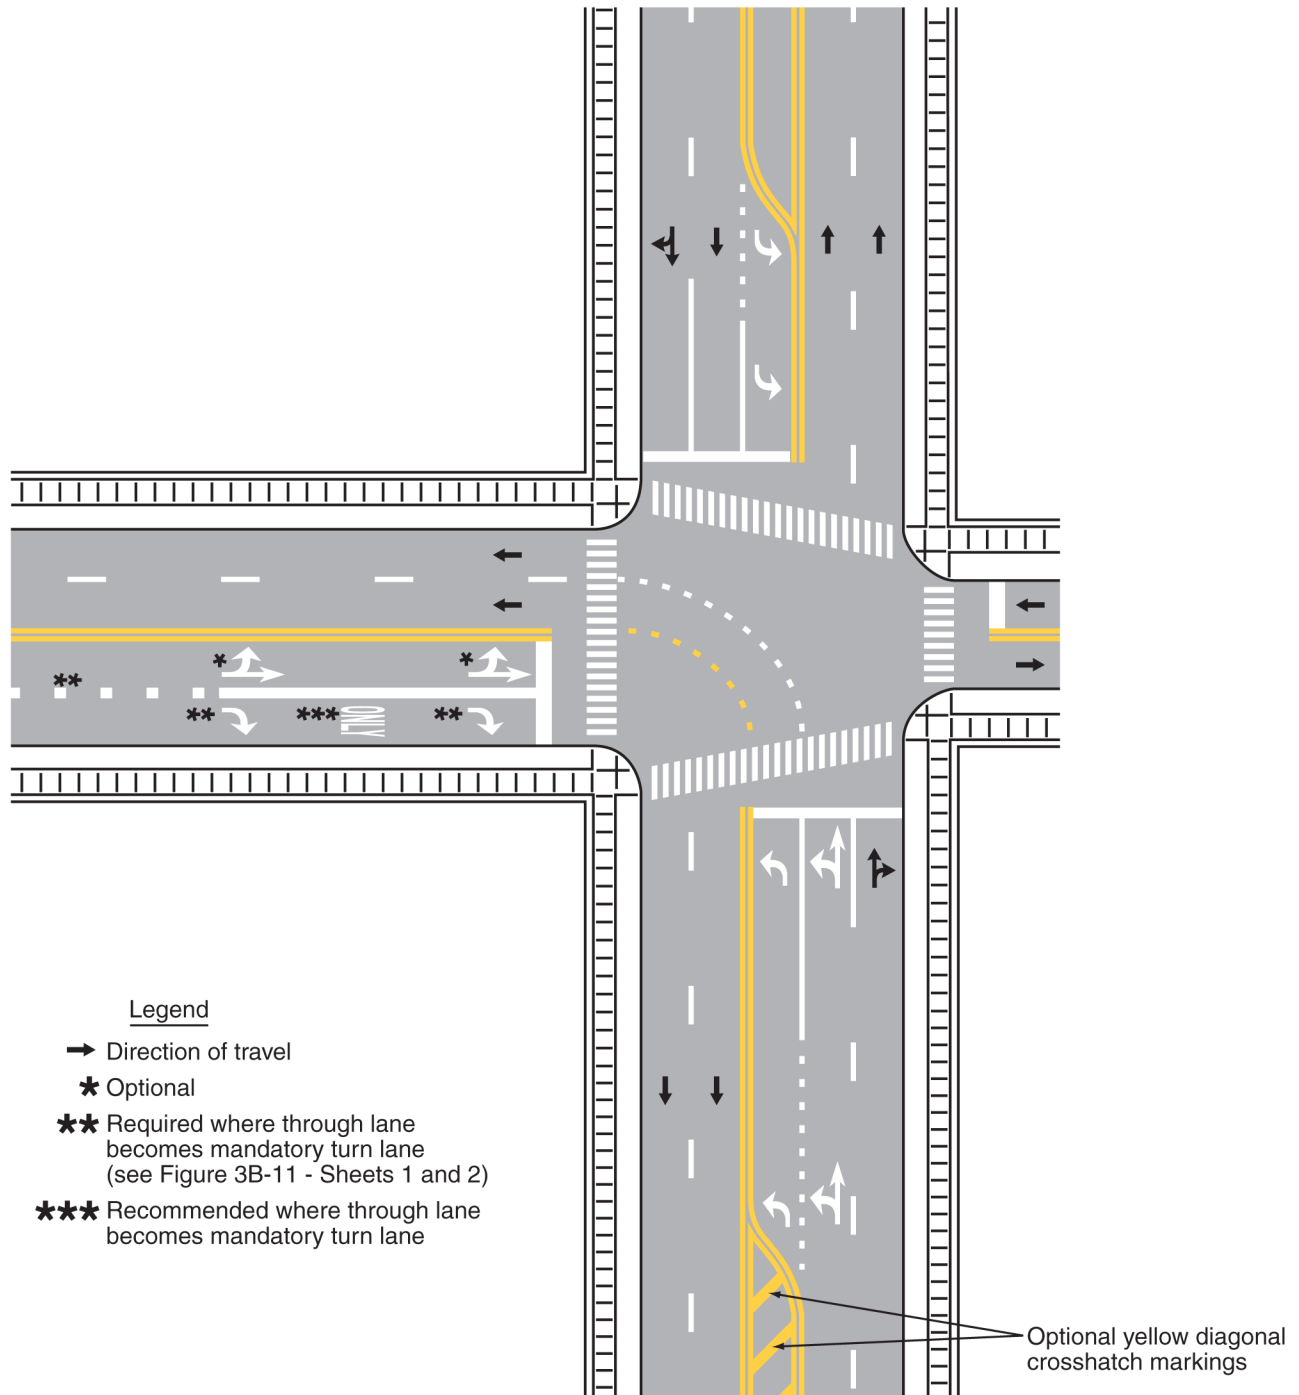 ONLY
Legend
Direction of travel
* Optional
** Required where through lane
becomes mandatory turn lane
(see Figure 3B-11 - Sheets 1 and 2)
*** Recommended where through lane
becomes mandatory turn lane
Optional yellow diagonal
crosshatch markings